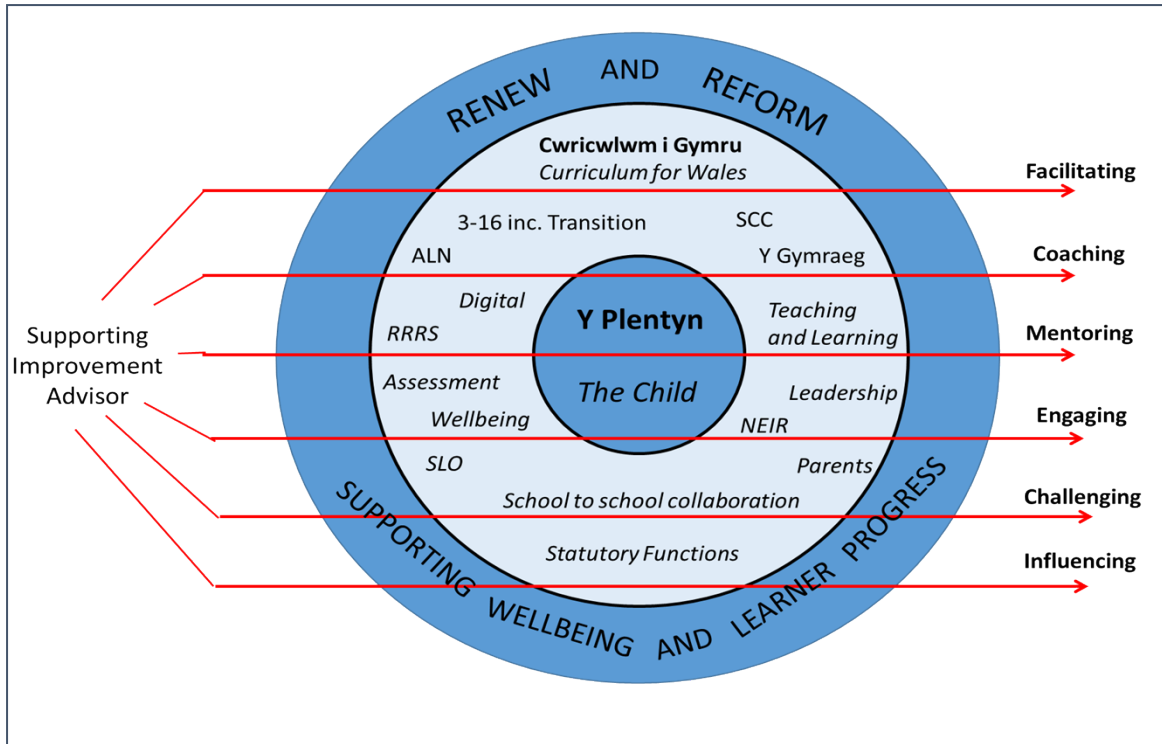 RENEW AND REFORM
Cwricwlwm i Gymru
Curriculum for Wales
3-16 inc. Transition
SCC
ALN
Y Gymraeg
Digital
RRRS
Teaching
and Learning
Y Plentyn
The Child
Assessment
Wellbeing
Leadership
NEIR
SLO
Parents
School to school collaboration
Statutory Functions
SUPPORTING WELLBEING AND LEARNER PROGRESS
Supporting
Improvement
Advisor
Facilitating
Coaching
Mentoring
Engaging
Challenging
Influencing